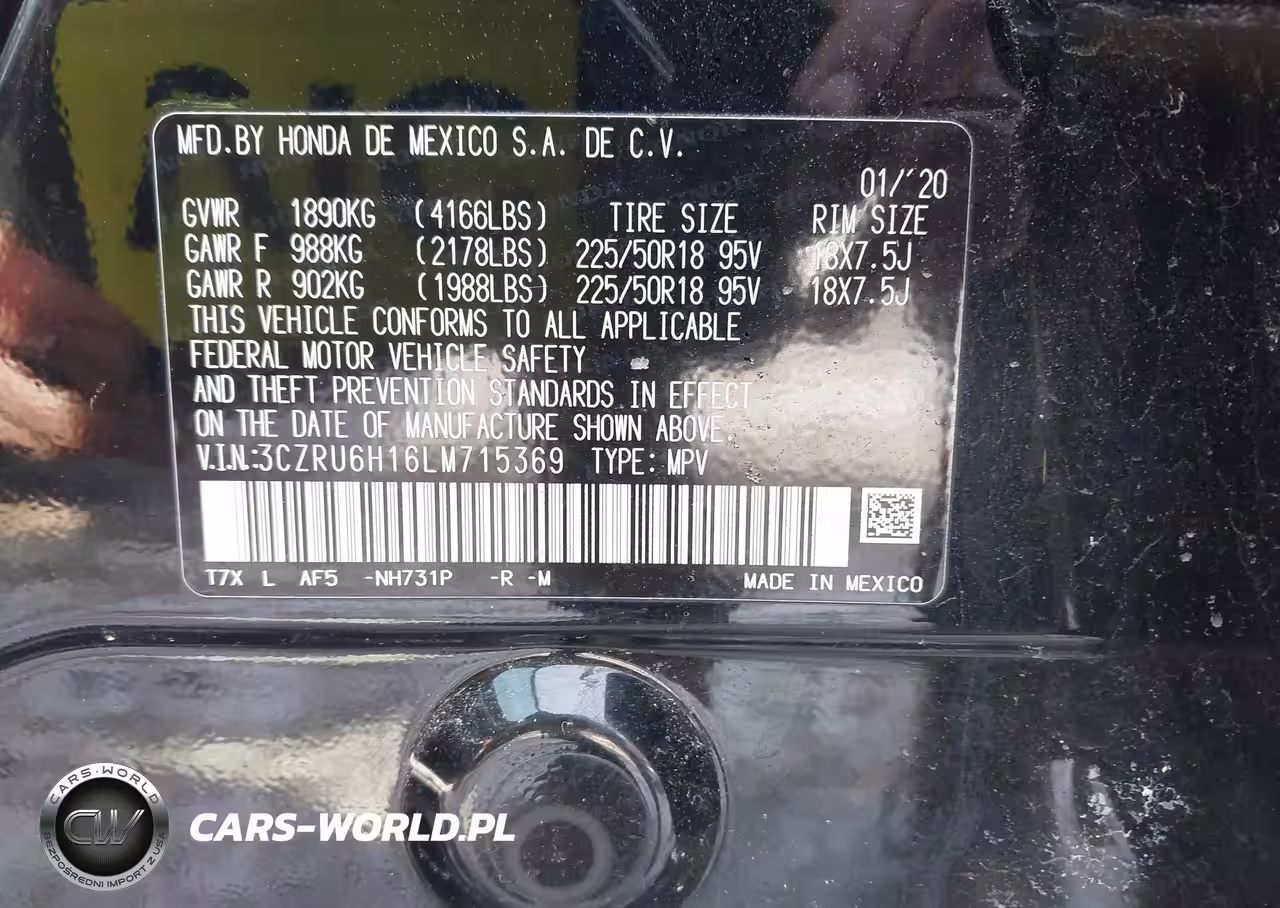 MFD.BY HONDA DE MEXICO S.A. DE C.V.
01/'20
GVWR 1890KG (4166LBS) TIRE SIZE RIM SIZE
GAWR F 988KG (2178LBS) 225/50R18 95V 18X7.5J
GAWR R 902KG (1988LBS) 225/50R18 95V 18X7.5J
THIS VEHICLE CONFORMS TO ALL APPLICABLE
FEDERAL MOTOR VEHICLE SAFETY
AND THEFT PREVENTION STANDARDS IN EFFECT
ON THE DATE OF MANUFACTURE SHOWN ABOVE.
V.I.N:3CZRU6H16LM715369 TYPE: MPV
T7X L AF5 -NH731P -R -M MADE IN MEXICO
CARS-WORLD
CW
BEZPOŚREDNI IMPORT Z USA
CARS-WORLD.PL